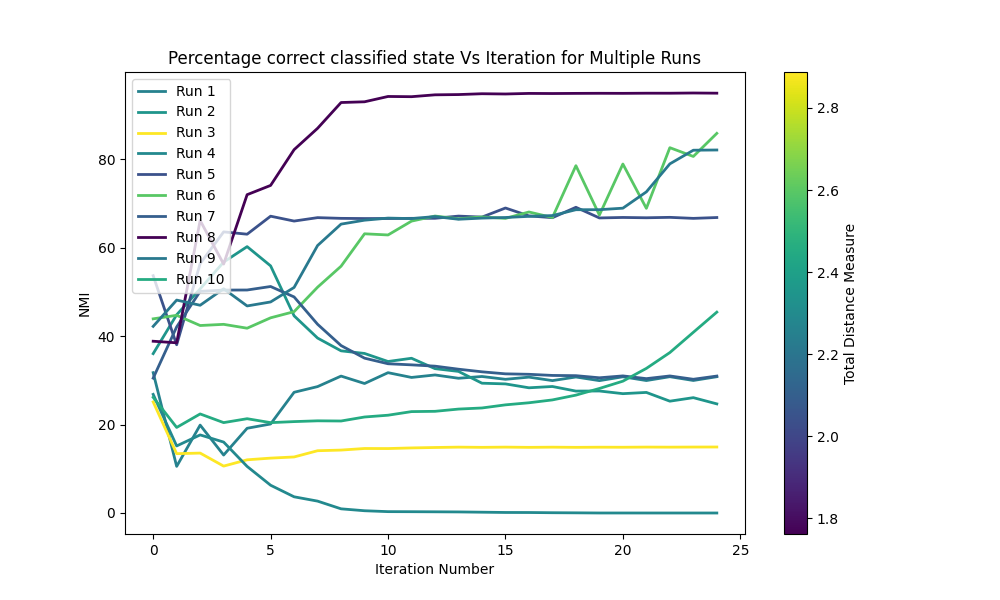 Percentage correct classified state Vs Iteration for Multiple Runs
Run 1
Run 2
Run 3
Run 4
Run 5
Run 6
Run 7
Run 8
Run 9
Run 10
NMI
80
60
40
20
0
0 5 10 15 20 25
Iteration Number
2.8
2.6
2.4
2.2
2.0
1.8
Total Distance Measure